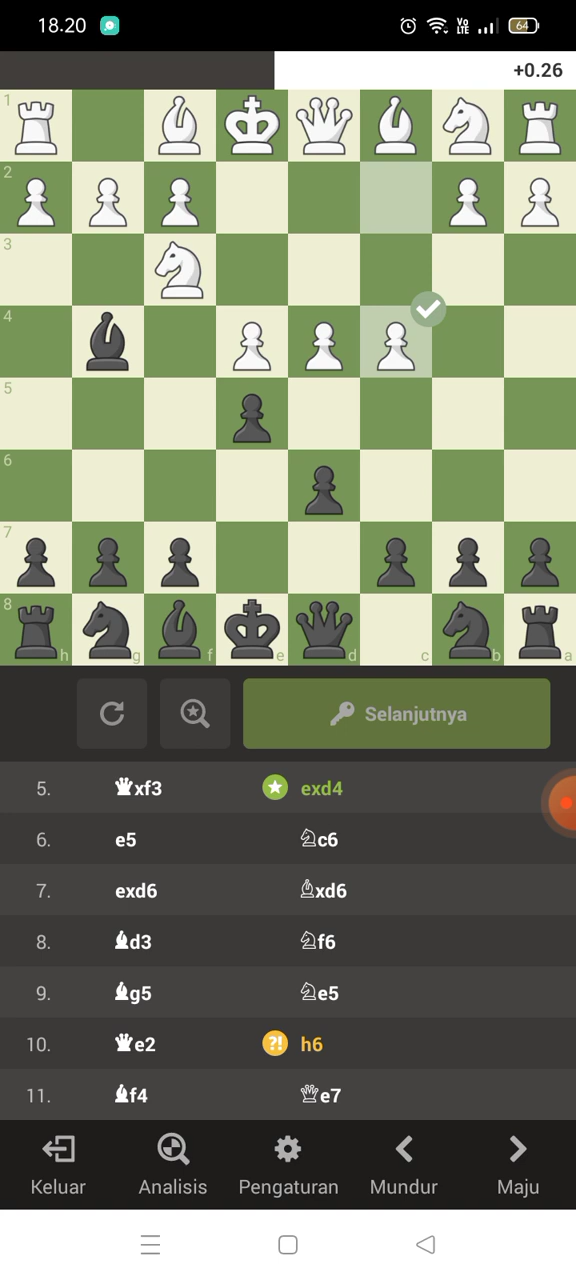 18.20 Vo LTE 64
+0.26
1
2
3
4
5
6
7
8 h g f e d c b a
Selanjutnya
5. xf3 exd4
6. e5 c6
7. exd6 xd6
8. d3 f6
9. g5 e5
10. e2 ?! h6
11. f4 e7
Keluar Analisis Pengaturan Mundur Maju